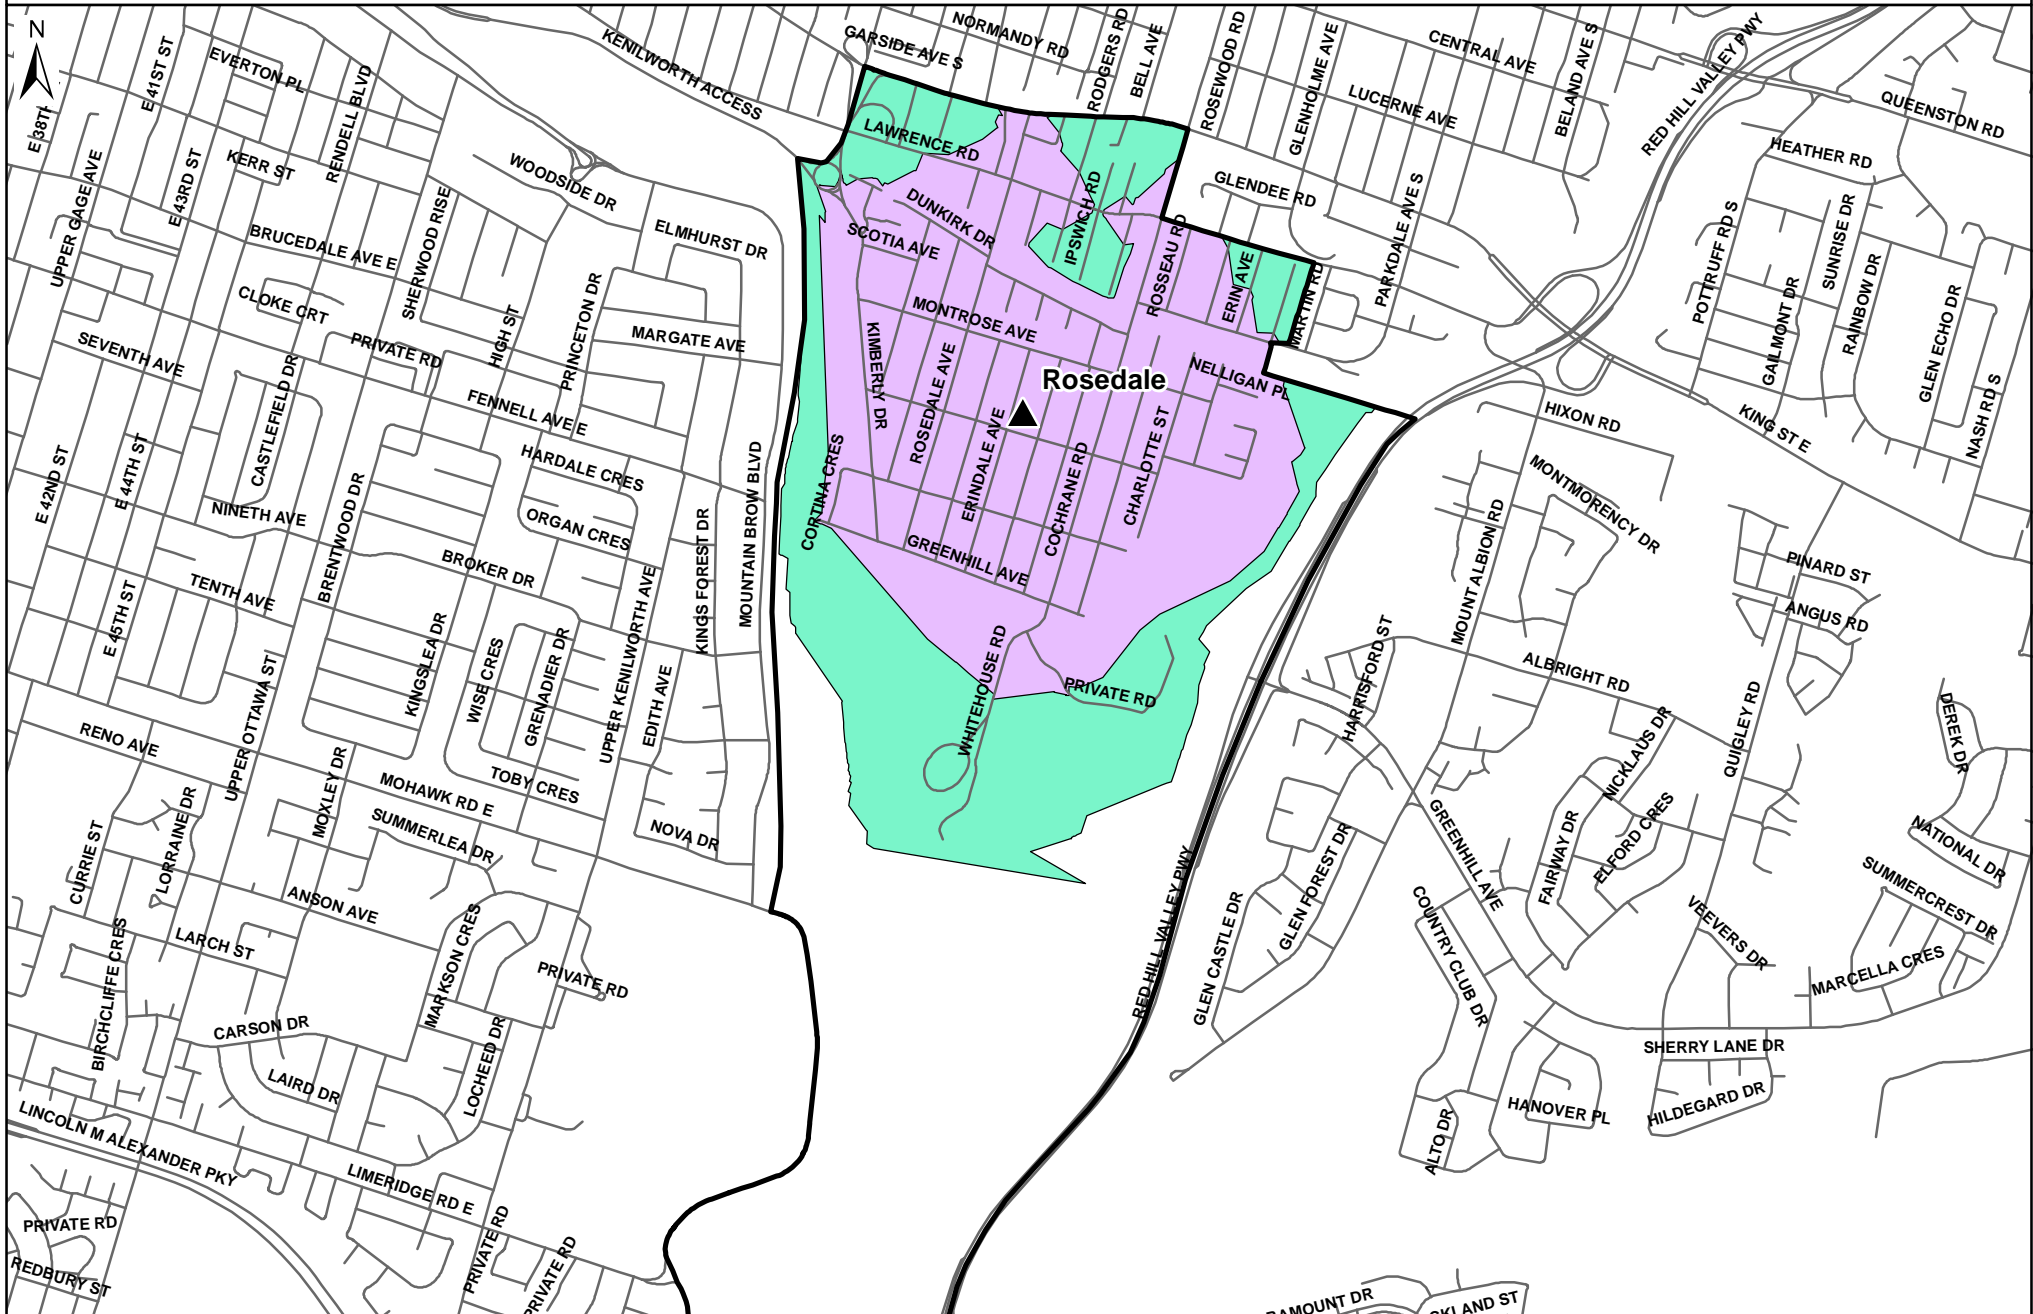 N
KENILWORTH ACCESS
GARSIDE AVE S
NORMANDY RD
RODGERS RD
BELL AVE
ROSEWOOD RD
GLENHOLME AVE
CENTRAL AVE
LUCERNE AVE
BELAND AVE S
RED HILL VALLEY PWY
QUEENSTON RD
HEATHER RD
E 38TH
E 41ST ST
EVERTON PL
RENDELL BLVD
KERR ST
E 43RD ST
UPPER GAGE AVE
WOODSIDE DR
LAWRENCE RD
GLENDEE RD
PARKDALE AVE S
POTTRUFF RD S
SUNRISE DR
RAINBOW DR
GAILMONT DR
GLEN ECHO DR
NASH RD S
BRUCEDALE AVE E
SHERWOOD RISE
ELMHURST DR
DUNKIRK DR
SCOTIA AVE
IPSWICH RD
ROSSEAU RD
ERIN AVE
MARTIN RD
CLOKE CRT
PRIVATE RD
HIGH ST
PRINCETON DR
MARGATE AVE
MONTROSE AVE
KIMBERLY DR
ROSEDALE AVE
NELLIGAN PL
Rosedale
SEVENTH AVE
CASTLEFIELD DR
FENNELL AVE E
HARDALE CRES
ORGAN CRES
ERINDALE AVE
COCHRANE RD
CHARLOTTE ST
CORTINA CRES
GREENHILL AVE
HIXON RD
KING ST E
MONTMORENCY DR
MOUNT ALBION RD
PINARD ST
ANGUS RD
E 42ND ST
E 44TH ST
NINETH AVE
BRENTWOOD DR
BROKER DR
KINGS FOREST DR
MOUNTAIN BROW BLVD
TENTH AVE
E 45TH ST
KINGSLEA DR
WISE CRES
GRENADIER DR
UPPER KENILWORTH AVE
EDITH AVE
WHITEHOUSE RD
PRIVATE RD
HARRISFORD ST
ALBRIGHT RD
NICKLAUS DR
QUIGLEY RD
DEREK DR
RENO AVE
UPPER OTTAWA ST
MOXLEY DR
MOHAWK RD E
TOBY CRES
SUMMERLEA DR
NOVA DR
CURRIE ST
LORRAINE DR
ANSON AVE
LARCH ST
BIRCHCLIFFE CRES
MARKSON CRES
PRIVATE RD
CARSON DR
LOCHEED DR
LAIRD DR
RED HILL VALLEY PWY
GLEN CASTLE DR
GLEN FOREST DR
GREENHILL AVE
FAIRWAY DR
ELFORD CRES
COUNTRY CLUB DR
VEEVERS DR
NATIONAL DR
SUMMERCREST DR
MARCELLA CRES
SHERRY LANE DR
HILDEGARD DR
HANOVER PL
ALTO DR
LINCOLN M ALEXANDER PKY
LIMERIDGE RD E
PRIVATE RD
PRIVATE RD
PRIVATE RD
REDBURY ST
AMOUNT DR
CKLAND ST